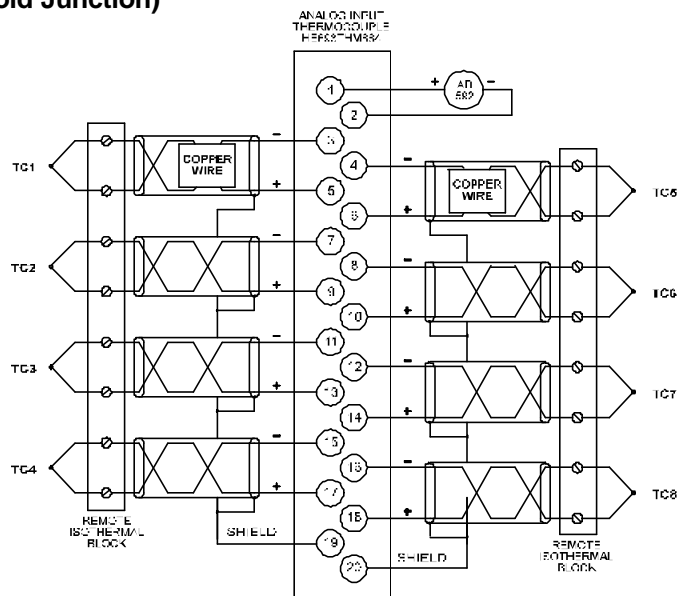 old Junction)
ANALOG INPUT
THERMOCOUPLE
1
+ AD -
592
2
3 -
TC1
COPPER
WIRE
5 +
4 -
COPPER
WIRE
TC5
6 +
7 -
TC2
9 +
8 -
TC6
10 +
11 -
TC3
13 +
12 -
TC7
14 +
15 -
TC4
17 +
16 -
TC8
18 +
REMOTE
ISOTHERMAL
BLOCK
SHIELD
19
20
SHIELD
REMOTE
ISOTHERMAL
BLOCK